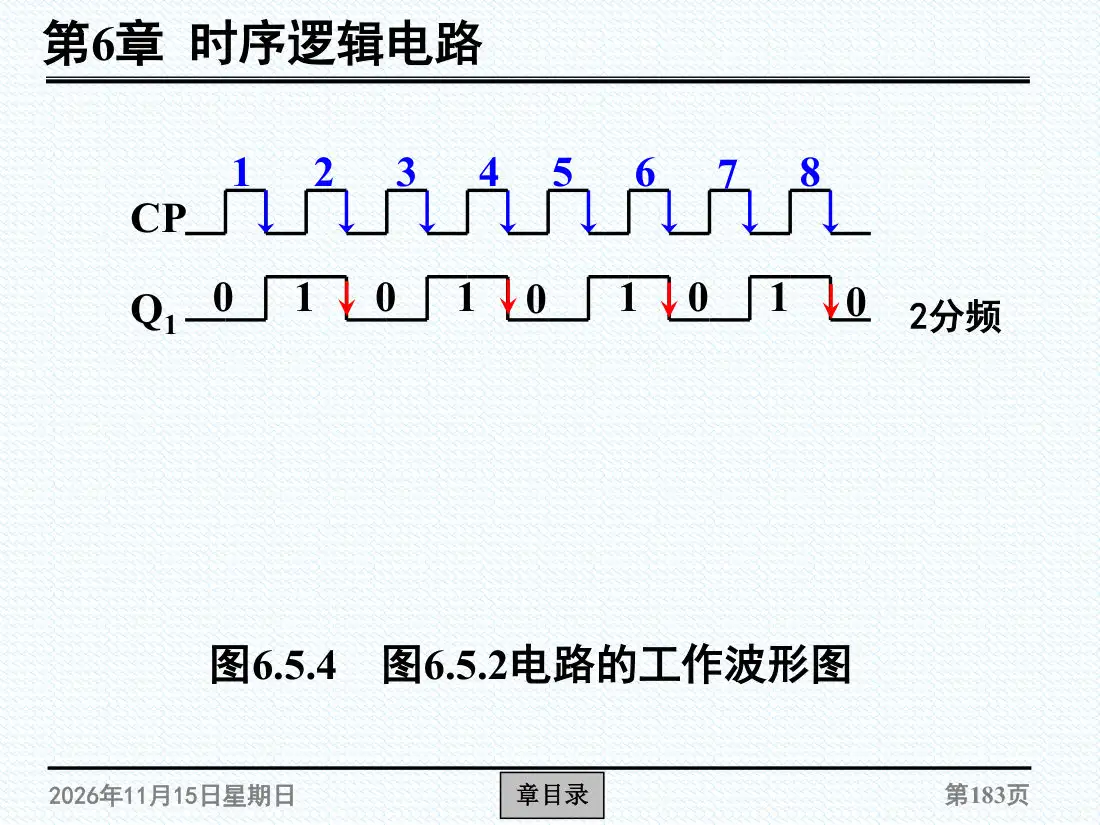 第6章 时序逻辑电路
1 2 3 4 5 6 7 8
CP
Q1 0 1 0 1 0 1 0 1 0 2分频
图6.5.4 图6.5.2电路的工作波形图
2026年11月15日星期日 章目录 第183页